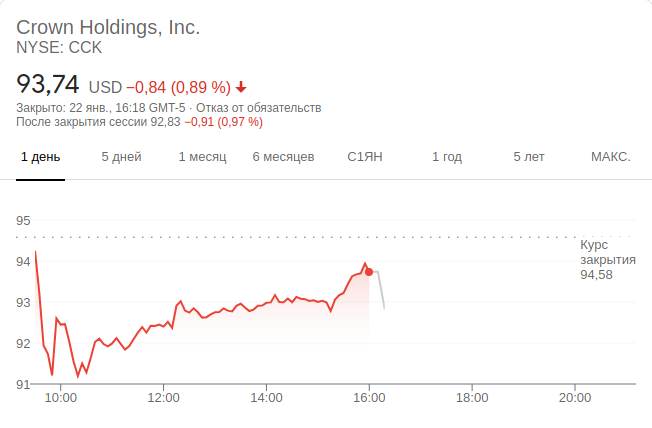 Crown Holdings, Inc.
NYSE: CCK
93,74 USD −0,84 (0,89 %)
Закрыто: 22 янв., 16:18 GMT-5 · Отказ от обязательств
После закрытия сессии 92,83 −0,91 (0,97 %)
1 день 5 дней 1 месяц 6 месяцев С1ЯН 1 год 5 лет МАКС.
95
Курс
закрытия
94,58
94
93
92
91
10:00 12:00 14:00 16:00 18:00 20:00